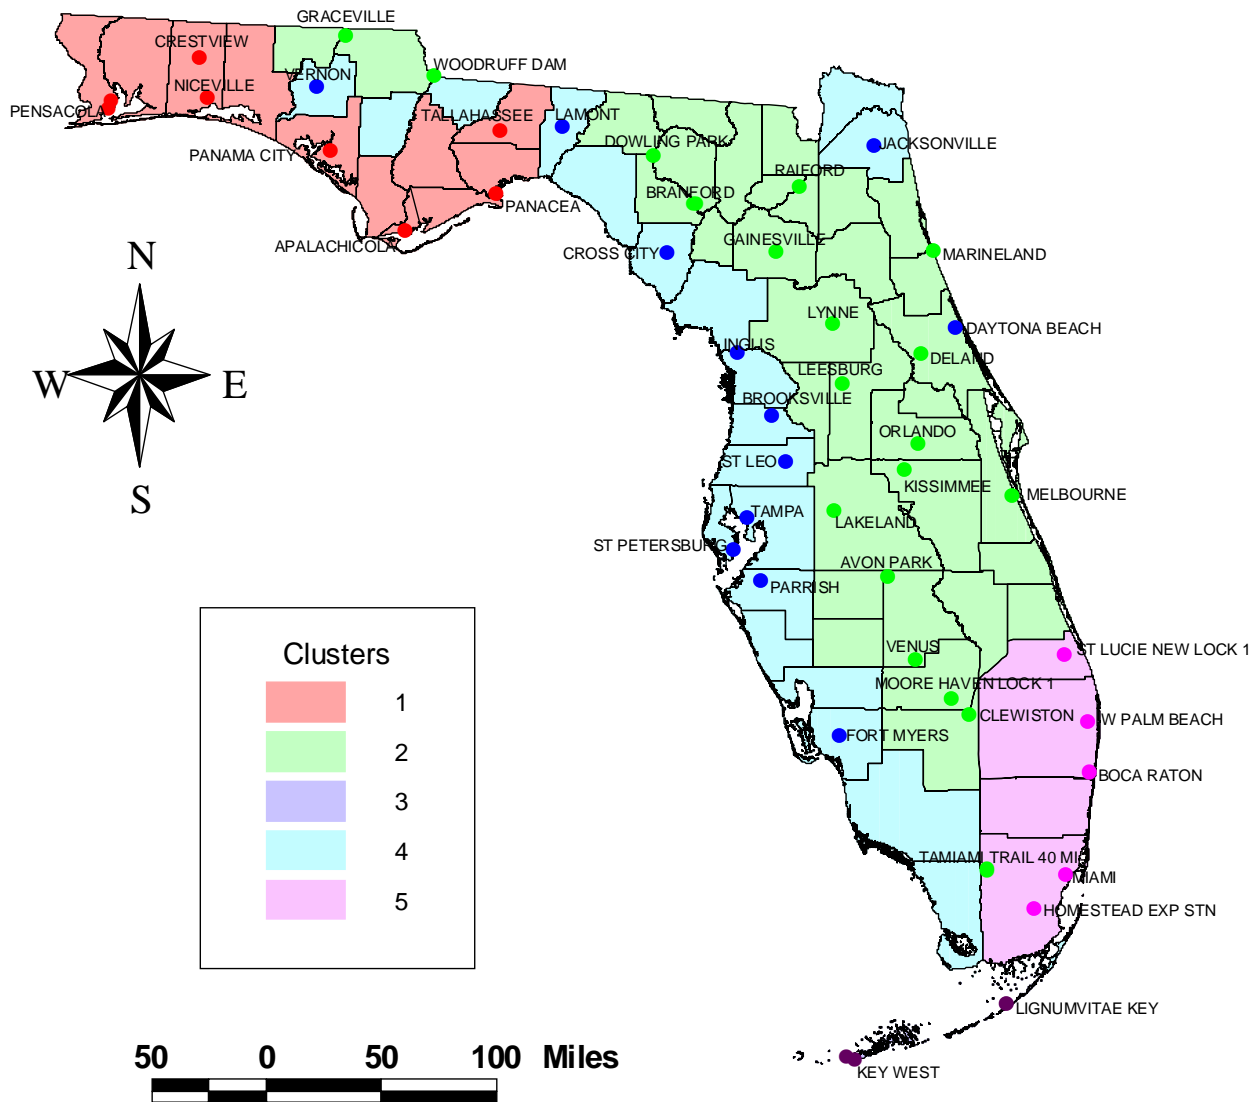 GRACEVILLE
CRESTVIEW
WOODRUFF DAM
VERNON
NICEVILLE
PENSACOLA
TALLAHASSEE
LAMONT
PANAMA CITY
DOWLING PARK
JACKSONVILLE
RAIFORD
BRANFORD
PANACEA
APALACHICOLA
GAINESVILLE
CROSS CITY
MARINELAND
N
LYNNE
DAYTONA BEACH
INGLIS
DELAND
W
E
LEESBURG
BROOKSVILLE
ORLANDO
ST LEO
KISSIMMEE
MELBOURNE
S
TAMPA
LAKELAND
ST PETERSBURG
AVON PARK
PARRISH
VENUS
ST LUCIE NEW LOCK 1
Clusters
MOORE HAVEN LOCK 1
1
CLEWISTON
W PALM BEACH
FORT MYERS
2
BOCA RATON
3
4
TAMIAMI TRAIL 40 MI
MIAMI
5
HOMESTEAD EXP STN
LIGNUMVITAE KEY
50 0 50 100 Miles
KEY WEST